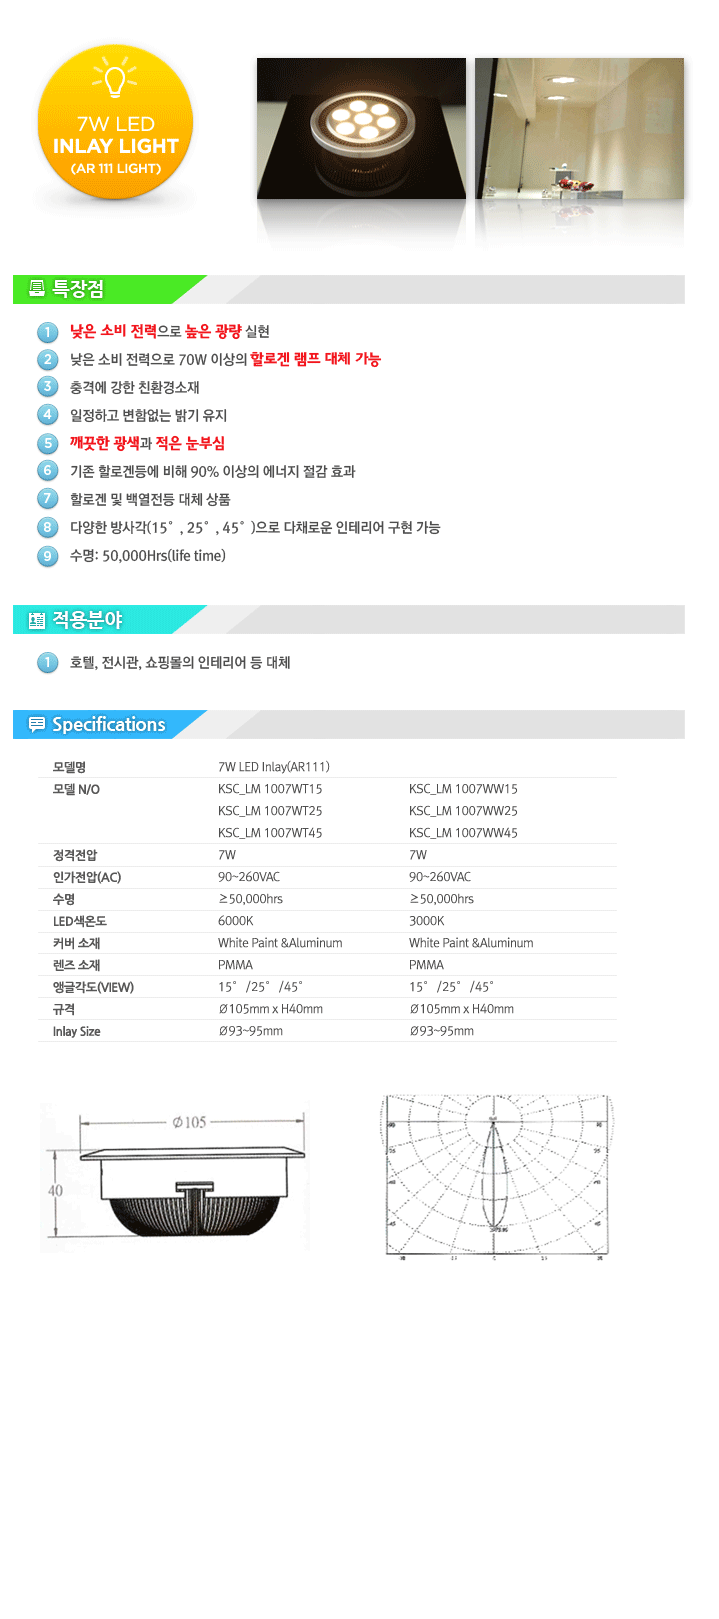 7W LED
INLAY LIGHT
(AR 111 LIGHT)
특장점
1 낮은 소비 전력으로 높은 광량 실현
2 낮은 소비 전력으로 70W 이상의 할로겐 램프 대체 가능
3 충격에 강한 친환경소재
4 일정하고 변함없는 밝기 유지
5 깨끗한 광색과 적은 눈부심
6 기존 할로겐등에 비해 90% 이상의 에너지 절감 효과
7 할로겐 및 백열전등 대체 상품
8 다양한 방사각(15°, 25°, 45°)으로 다채로운 인테리어 구현 가능
9 수명: 50,000Hrs(life time)
적용분야
1 호텔, 전시관, 쇼핑몰의 인테리어 등 대체
Specifications
모델명 7W LED Inlay(AR111)
모델 N/O KSC_LM 1007WT15 KSC_LM 1007WW15
KSC_LM 1007WT25 KSC_LM 1007WW25
KSC_LM 1007WT45 KSC_LM 1007WW45
정격전압 7W 7W
인가전압(AC) 90~260VAC 90~260VAC
수명 ≥50,000hrs ≥50,000hrs
LED색온도 6000K 3000K
커버 소재 White Paint &Aluminum White Paint &Aluminum
렌즈 소재 PMMA PMMA
앵글각도(VIEW) 15° /25° /45° 15° /25° /45°
규격 Ø105mm x H40mm Ø105mm x H40mm
Inlay Size Ø93~95mm Ø93~95mm
Ø105
40